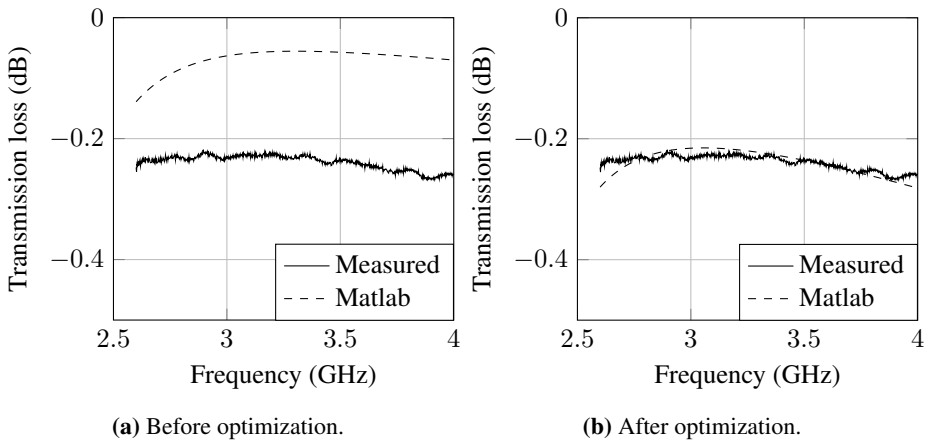 0
−0.2
−0.4
2.5
3
3.5
4
Transmission loss (dB)
Frequency (GHz)
Measured
Matlab
(a) Before optimization.
0
−0.2
−0.4
2.5
3
3.5
4
Transmission loss (dB)
Frequency (GHz)
Measured
Matlab
(b) After optimization.